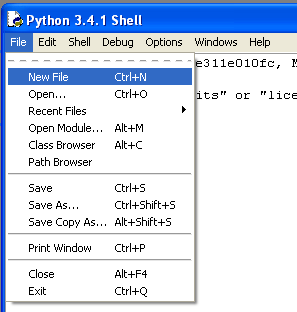 Python 3.4.1 Shell
File Edit Shell Debug Options Windows Help
e311e010fc, M
New File Ctrl+N
Open... Ctrl+O
its" or "lice
Recent Files
Open Module... Alt+M
Class Browser Alt+C
Path Browser
Save Ctrl+S
Save As... Ctrl+Shift+S
Save Copy As... Alt+Shift+S
Print Window Ctrl+P
Close Alt+F4
Exit Ctrl+Q